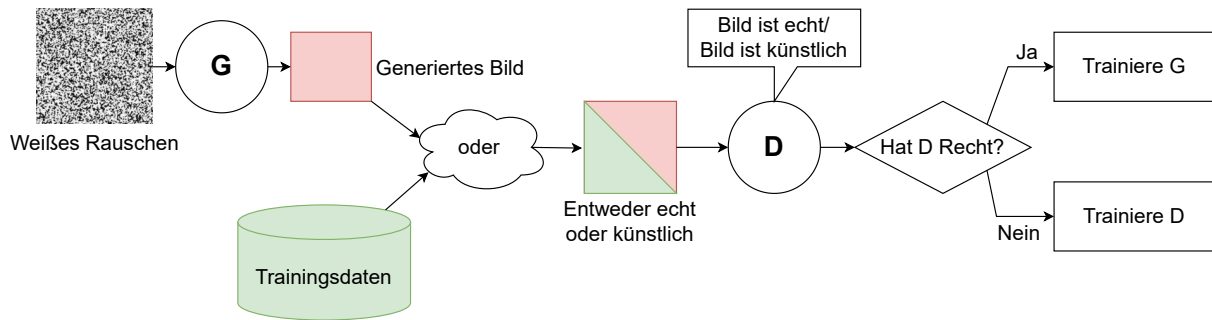 Weißes Rauschen
G
Generiertes Bild
Trainingsdaten
oder
Entweder echt
oder künstlich
Bild ist echt/
Bild ist künstlich
D
Hat D Recht?
Ja
Trainiere G
Nein
Trainiere D